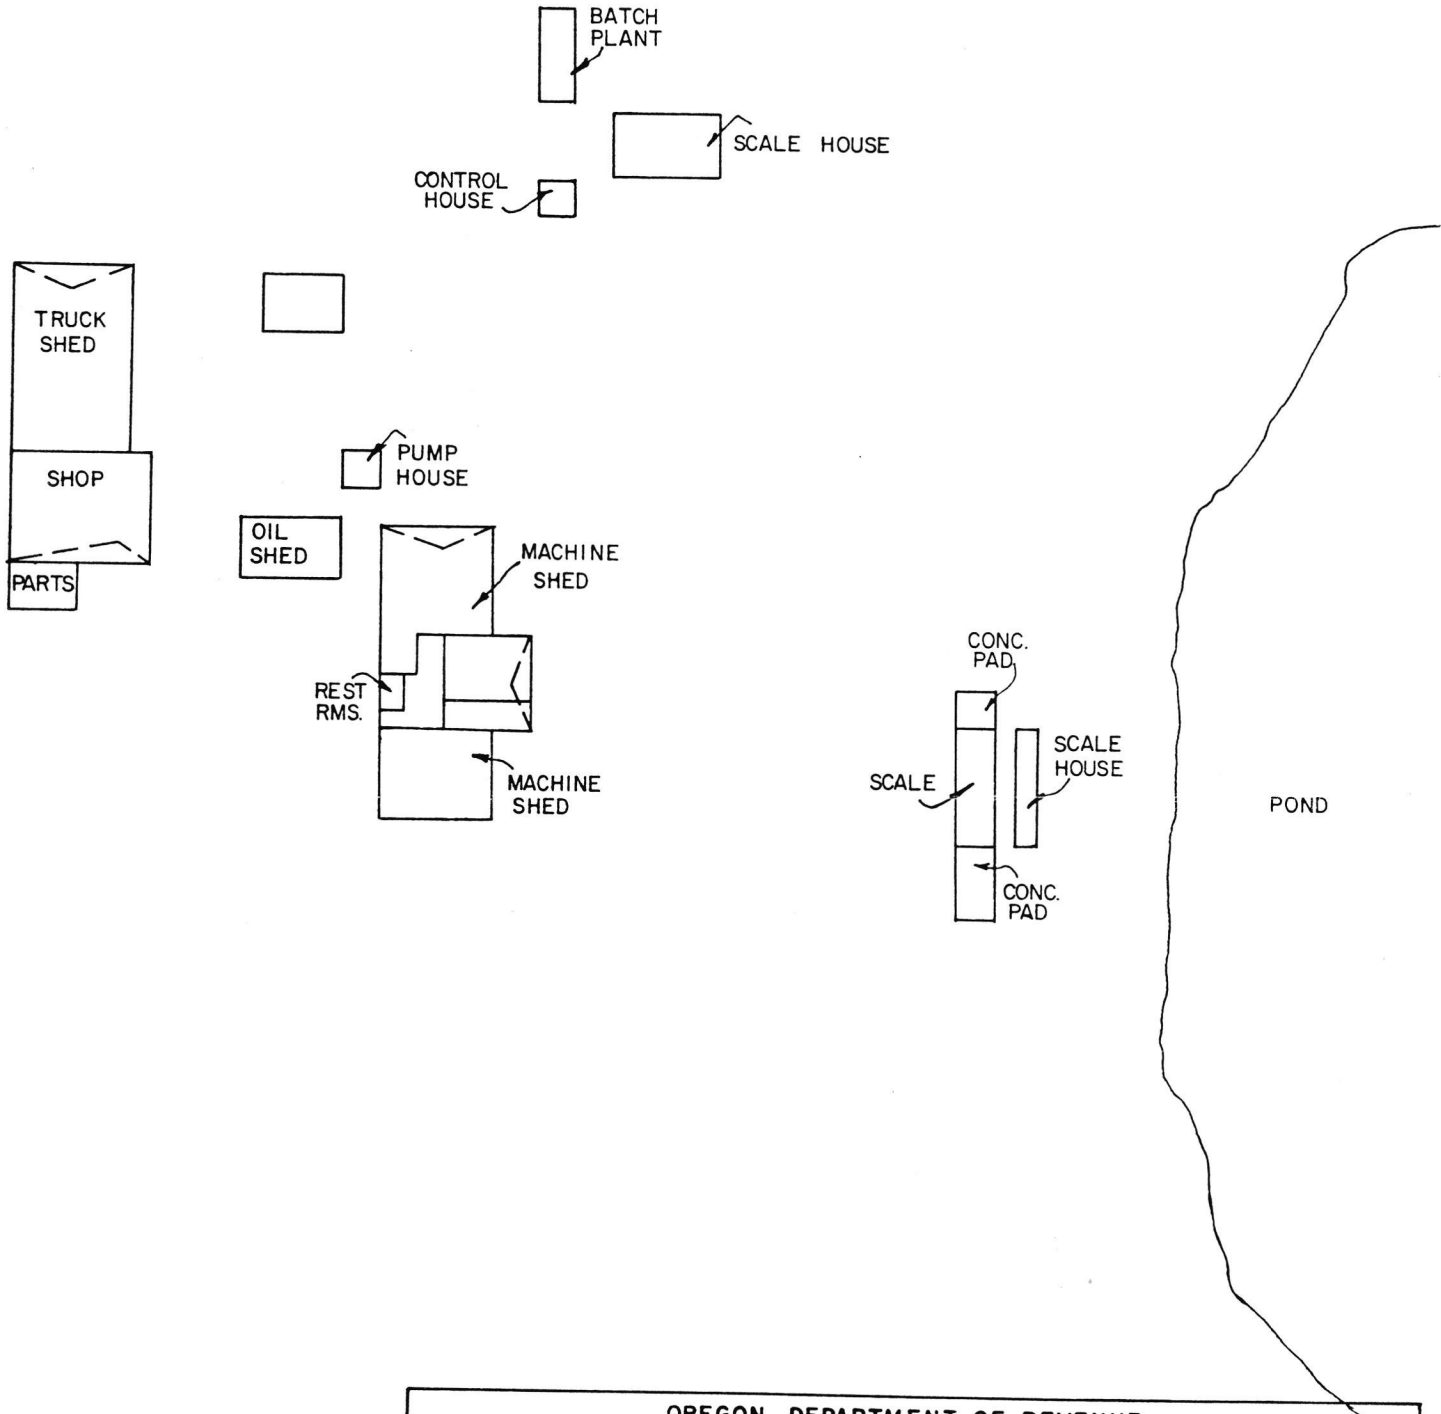 BATCH
PLANT
SCALE HOUSE
CONTROL
HOUSE
TRUCK
SHED
SHOP
PUMP
HOUSE
OIL
SHED
MACHINE
SHED
PARTS
REST
RMS.
MACHINE
SHED
CONC.
PAD
SCALE
HOUSE
SCALE
CONC.
PAD
POND
OREGON DEPARTMENT OF REVENUE